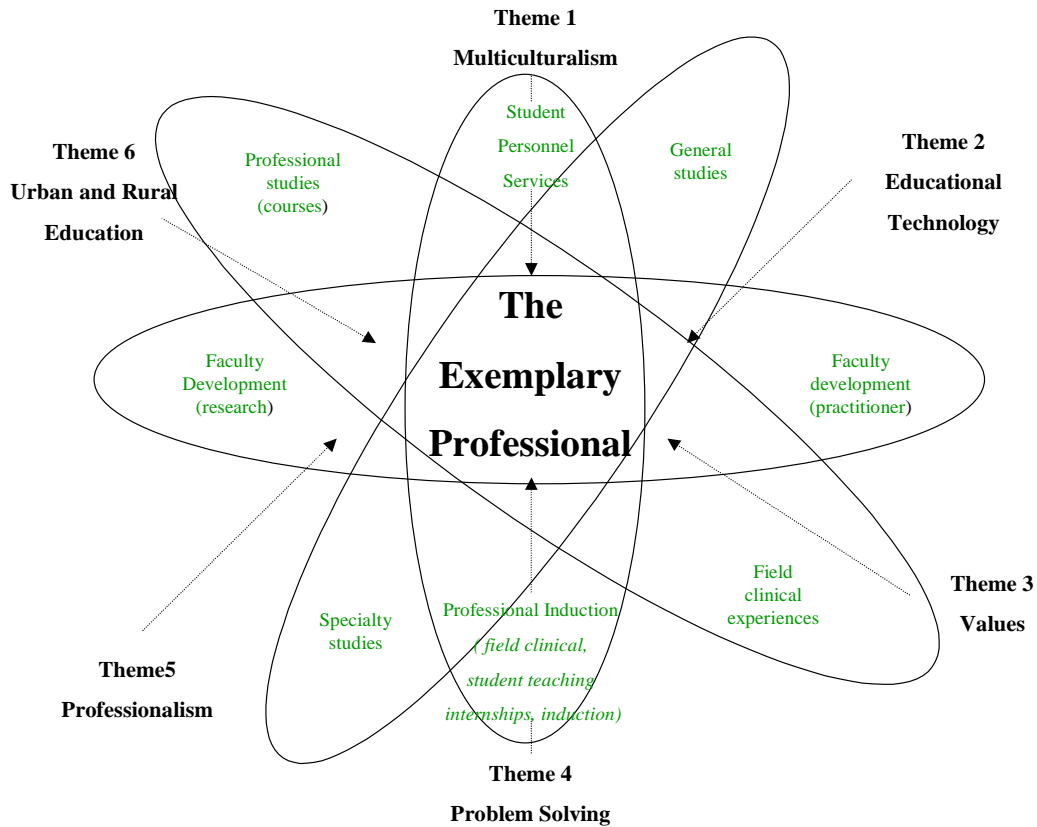 Theme 1
Multiculturalism
Student
Personnel
Services
General
studies
Theme 2
Educational
Technology
Theme 6
Urban and Rural
Education
Professional
studies
(courses)
The
Exemplary
Professional
Faculty
Development
(research)
Faculty
development
(practitioner)
Field
clinical
experiences
Theme 3
Values
Specialty
studies
Professional Induction
( field clinical,
student teaching
internships, induction)
Theme5
Professionalism
Theme 4
Problem Solving